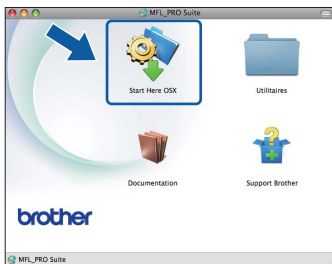 MFL_PRO Suite
Start Here OSX
Utilitaires
Documentation
Support Brother
brother
MFL_PRO Suite